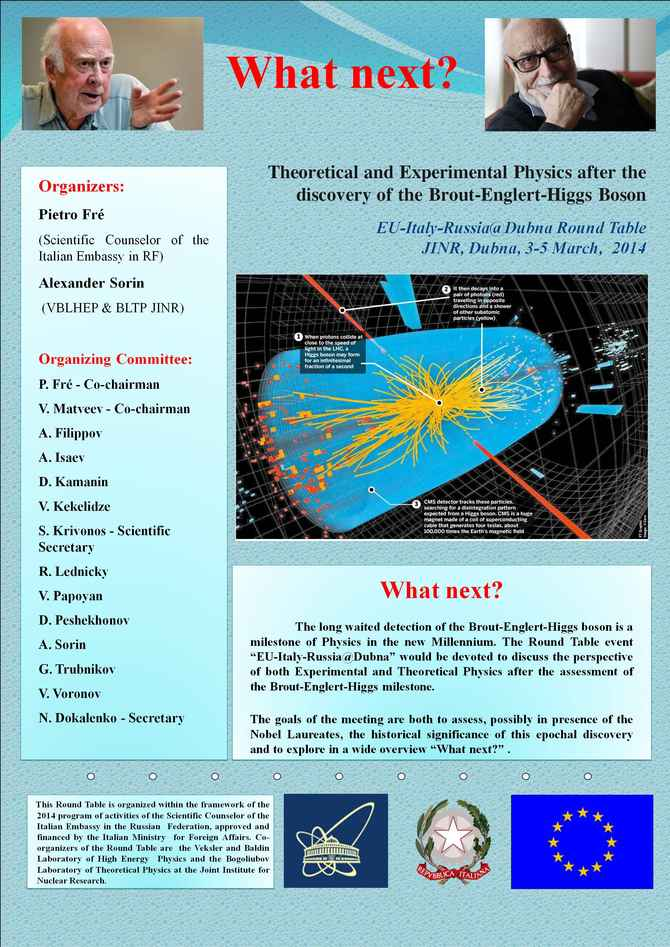 What next?
Theoretical and Experimental Physics after the
discovery of the Brout-Englert-Higgs Boson
EU-Italy-Russia@Dubna Round Table
JINR, Dubna, 3-5 March, 2014
Organizers:
Pietro Fré
(Scientific Counselor of the
Italian Embassy in RF)
Alexander Sorin
(VBLHEP & BLTP JINR)
Organizing Committee:
P. Fré - Co-chairman
V. Matveev - Co-chairman
A. Filippov
A. Isaev
D. Kamanin
V. Kekelidze
S. Krivonos - Scientific
Secretary
R. Lednicky
V. Papoyan
D. Peshekhonov
A. Sorin
G. Trubnikov
V. Voronov
N. Dokalenko - Secretary
2 It then decays into a
pair of photons (red)
travelling in opposite
directions and a shower
of other subatomic
particles (yellow)
1 When protons collide at
close to the speed of
light in the LHC, a
Higgs boson may form
for an infinitesimal
fraction of a second
3 CMS detector tracks these particles,
searching for a disintegration pattern
expected from a Higgs boson. CMS is a huge
magnet made of a coil of superconducting
cable that generates four teslas, about
100,000 times the Earth's magnetic field
What next?
The long waited detection of the Brout-Englert-Higgs boson is a
milestone of Physics in the new Millennium. The Round Table event
“EU-Italy-Russia@Dubna” would be devoted to discuss the perspective
of both Experimental and Theoretical Physics after the assessment of
the Brout-Englert-Higgs milestone.
The goals of the meeting are both to assess, possibly in presence of the
Nobel Laureates, the historical significance of this epochal discovery
and to explore in a wide overview “What next?” .
This Round Table is organized within the framework of the
2014 program of activities of the Scientific Counselor of the
Italian Embassy in the Russian Federation, approved and
financed by the Italian Ministry for Foreign Affairs. Co-
organizers of the Round Table are the Veksler and Baldin
Laboratory of High Energy Physics and the Bogoliubov
Laboratory of Theoretical Physics at the Joint Institute for
Nuclear Research.
REPVBBLICA ITALIANA